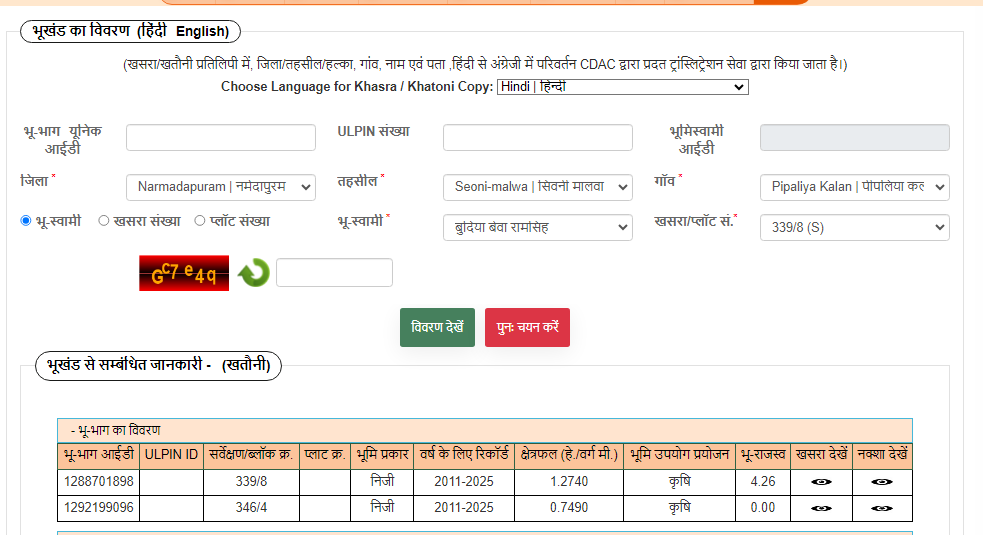 भूखंड का विवरण (हिंदी English)
(खसरा/खतौनी प्रतिलिपी में, जिला/तहसील/हल्का, गांव, नाम एवं पता ,हिंदी से अंग्रेजी में परिवर्तन CDAC द्वारा प्रदत ट्रांस्लिट्रेशन सेवा द्वारा किया जाता है।)
Choose Language for Khasra / Khatoni Copy: Hindi | हिन्दी
भू-भाग यूनिक आईडी ULPIN संख्या भूमिस्वामी आईडी
जिला * Narmadapuram | नर्मदापुरम तहसील * Seoni-malwa | सिवनी मालवा गाँव * Pipaliya Kalan | पीपलिया कल
भू-स्वामी खसरा संख्या प्लॉट संख्या भू-स्वामी * बुदिया बेवा रामसिह खसरा/प्लॉट सं.* 339/8 (S)
Gc7e4q
विवरण देखें पुनः चयन करें
भूखंड से सम्बंधित जानकारी - (खतौनी)
- भू-भाग का विवरण
भू-भाग आईडी ULPIN ID सर्वेक्षण/ब्लॉक क्र. प्लाट क्र. भूमि प्रकार वर्ष के लिए रिकॉर्ड क्षेत्रफल (हे./वर्ग मी.) भूमि उपयोग प्रयोजन भू-राजस्व खसरा देखें नक्शा देखें
1288701898 339/8 निजी 2011-2025 1.2740 कृषि 4.26
1292199096 346/4 निजी 2011-2025 0.7490 कृषि 0.00